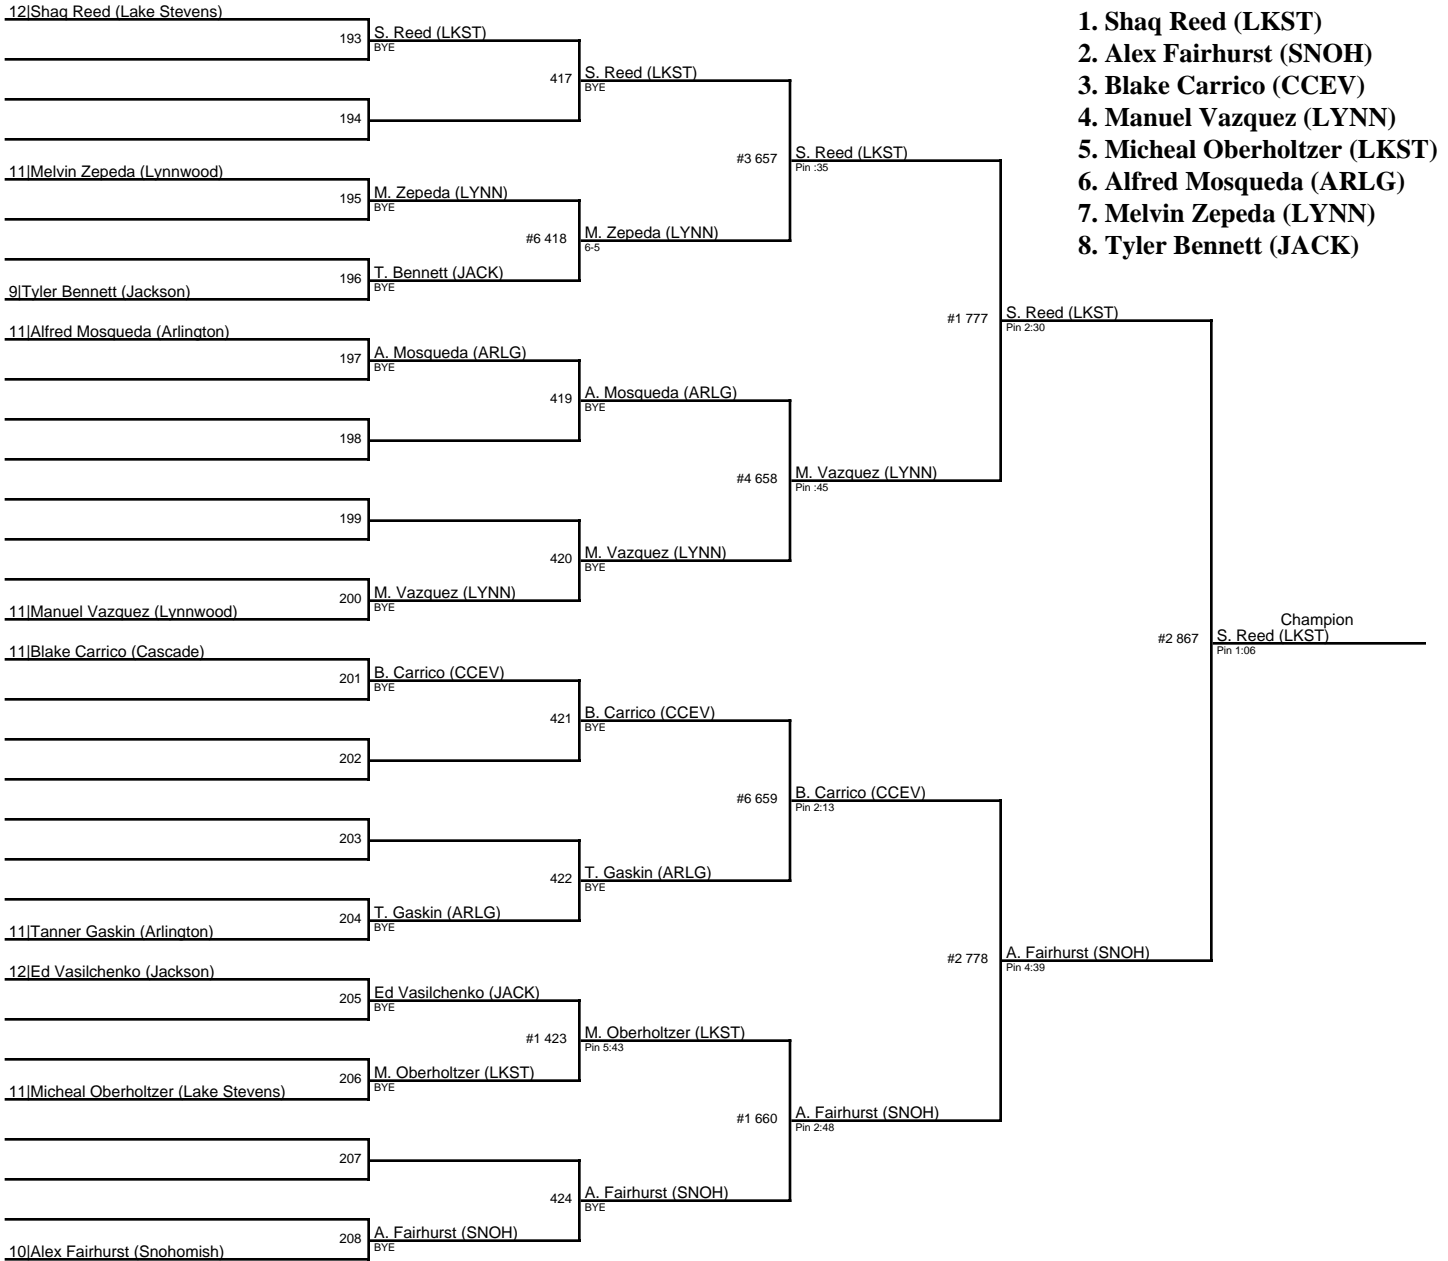 12|Shaq Reed (Lake Stevens)
193
S. Reed (LKST)
BYE
417
S. Reed (LKST)
BYE
194
#3 657
S. Reed (LKST)
Pin :35
11|Melvin Zepeda (Lynnwood)
195
M. Zepeda (LYNN)
BYE
#6 418
M. Zepeda (LYNN)
6-5
196
T. Bennett (JACK)
BYE
9|Tyler Bennett (Jackson)
#1 777
S. Reed (LKST)
Pin 2:30
11|Alfred Mosqueda (Arlington)
197
A. Mosqueda (ARLG)
BYE
419
A. Mosqueda (ARLG)
BYE
198
#4 658
M. Vazquez (LYNN)
Pin :45
199
420
M. Vazquez (LYNN)
BYE
200
M. Vazquez (LYNN)
BYE
11|Manuel Vazquez (Lynnwood)
#2 867
Champion
S. Reed (LKST)
Pin 1:06
11|Blake Carrico (Cascade)
201
B. Carrico (CCEV)
BYE
421
B. Carrico (CCEV)
BYE
202
#6 659
B. Carrico (CCEV)
Pin 2:13
203
422
T. Gaskin (ARLG)
BYE
204
T. Gaskin (ARLG)
BYE
11|Tanner Gaskin (Arlington)
#2 778
A. Fairhurst (SNOH)
Pin 4:39
12|Ed Vasilchenko (Jackson)
205
Ed Vasilchenko (JACK)
BYE
#1 423
M. Oberholtzer (LKST)
Pin 5:43
206
M. Oberholtzer (LKST)
BYE
11|Micheal Oberholtzer (Lake Stevens)
#1 660
A. Fairhurst (SNOH)
Pin 2:48
207
424
A. Fairhurst (SNOH)
BYE
208
A. Fairhurst (SNOH)
BYE
10|Alex Fairhurst (Snohomish)
1. Shaq Reed (LKST)
2. Alex Fairhurst (SNOH)
3. Blake Carrico (CCEV)
4. Manuel Vazquez (LYNN)
5. Micheal Oberholtzer (LKST)
6. Alfred Mosqueda (ARLG)
7. Melvin Zepeda (LYNN)
8. Tyler Bennett (JACK)